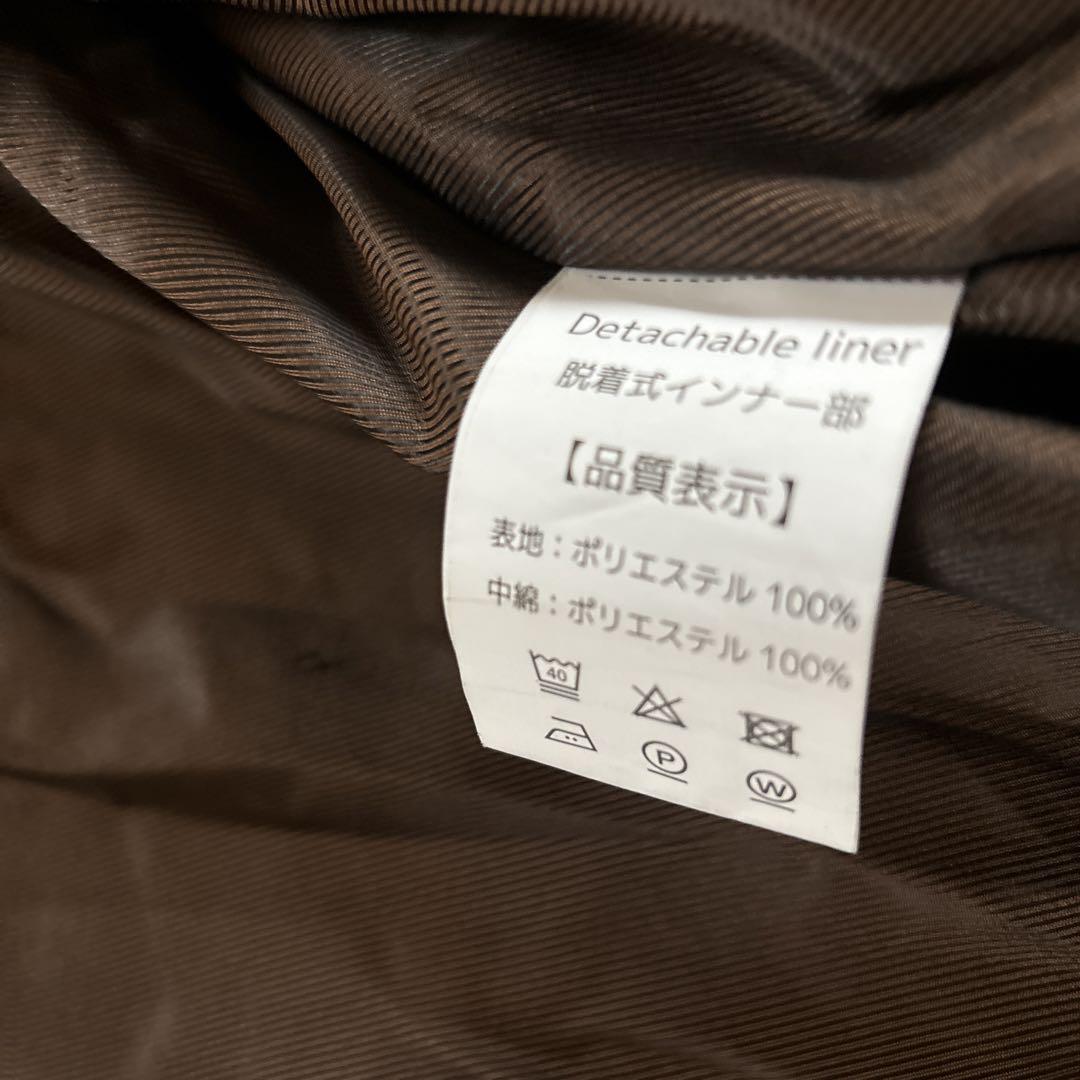 Detachable liner
脱着式インナー部
【品質表示】
表地：ポリエステル 100%
中綿：ポリエステル 100%
40
P
W